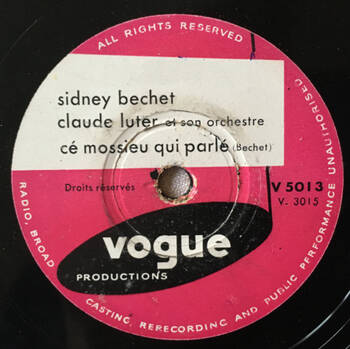 ALL RIGHTS RESERVED
sidney bechet
claude luter et son orchestre
cé mossieu qui parlé (Bechet)
Droits réservés
V 5013
V. 3015
vogue
PRODUCTIONS
RADIO, BROAD CASTING, RERECORDING AND PUBLIC PERFORMANCE UNAUTHORISED